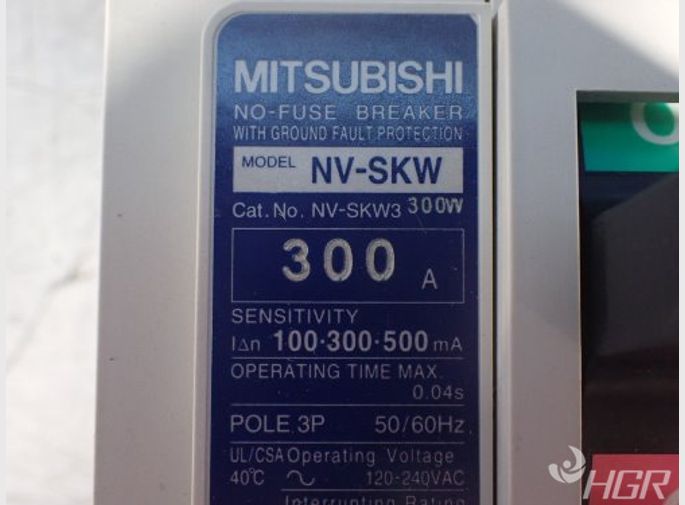 MITSUBISHI
NO-FUSE BREAKER
WITH GROUND FAULT PROTECTION
MODEL NV-SKW
Cat. No. NV-SKW3 300W
300 A
SENSITIVITY
I△n 100·300·500 mA
OPERATING TIME MAX.
0.04s
POLE 3P 50/60Hz
UL/CSA Operating Voltage
40℃ ∼ 120-240VAC
Interrupting Rating
HGR